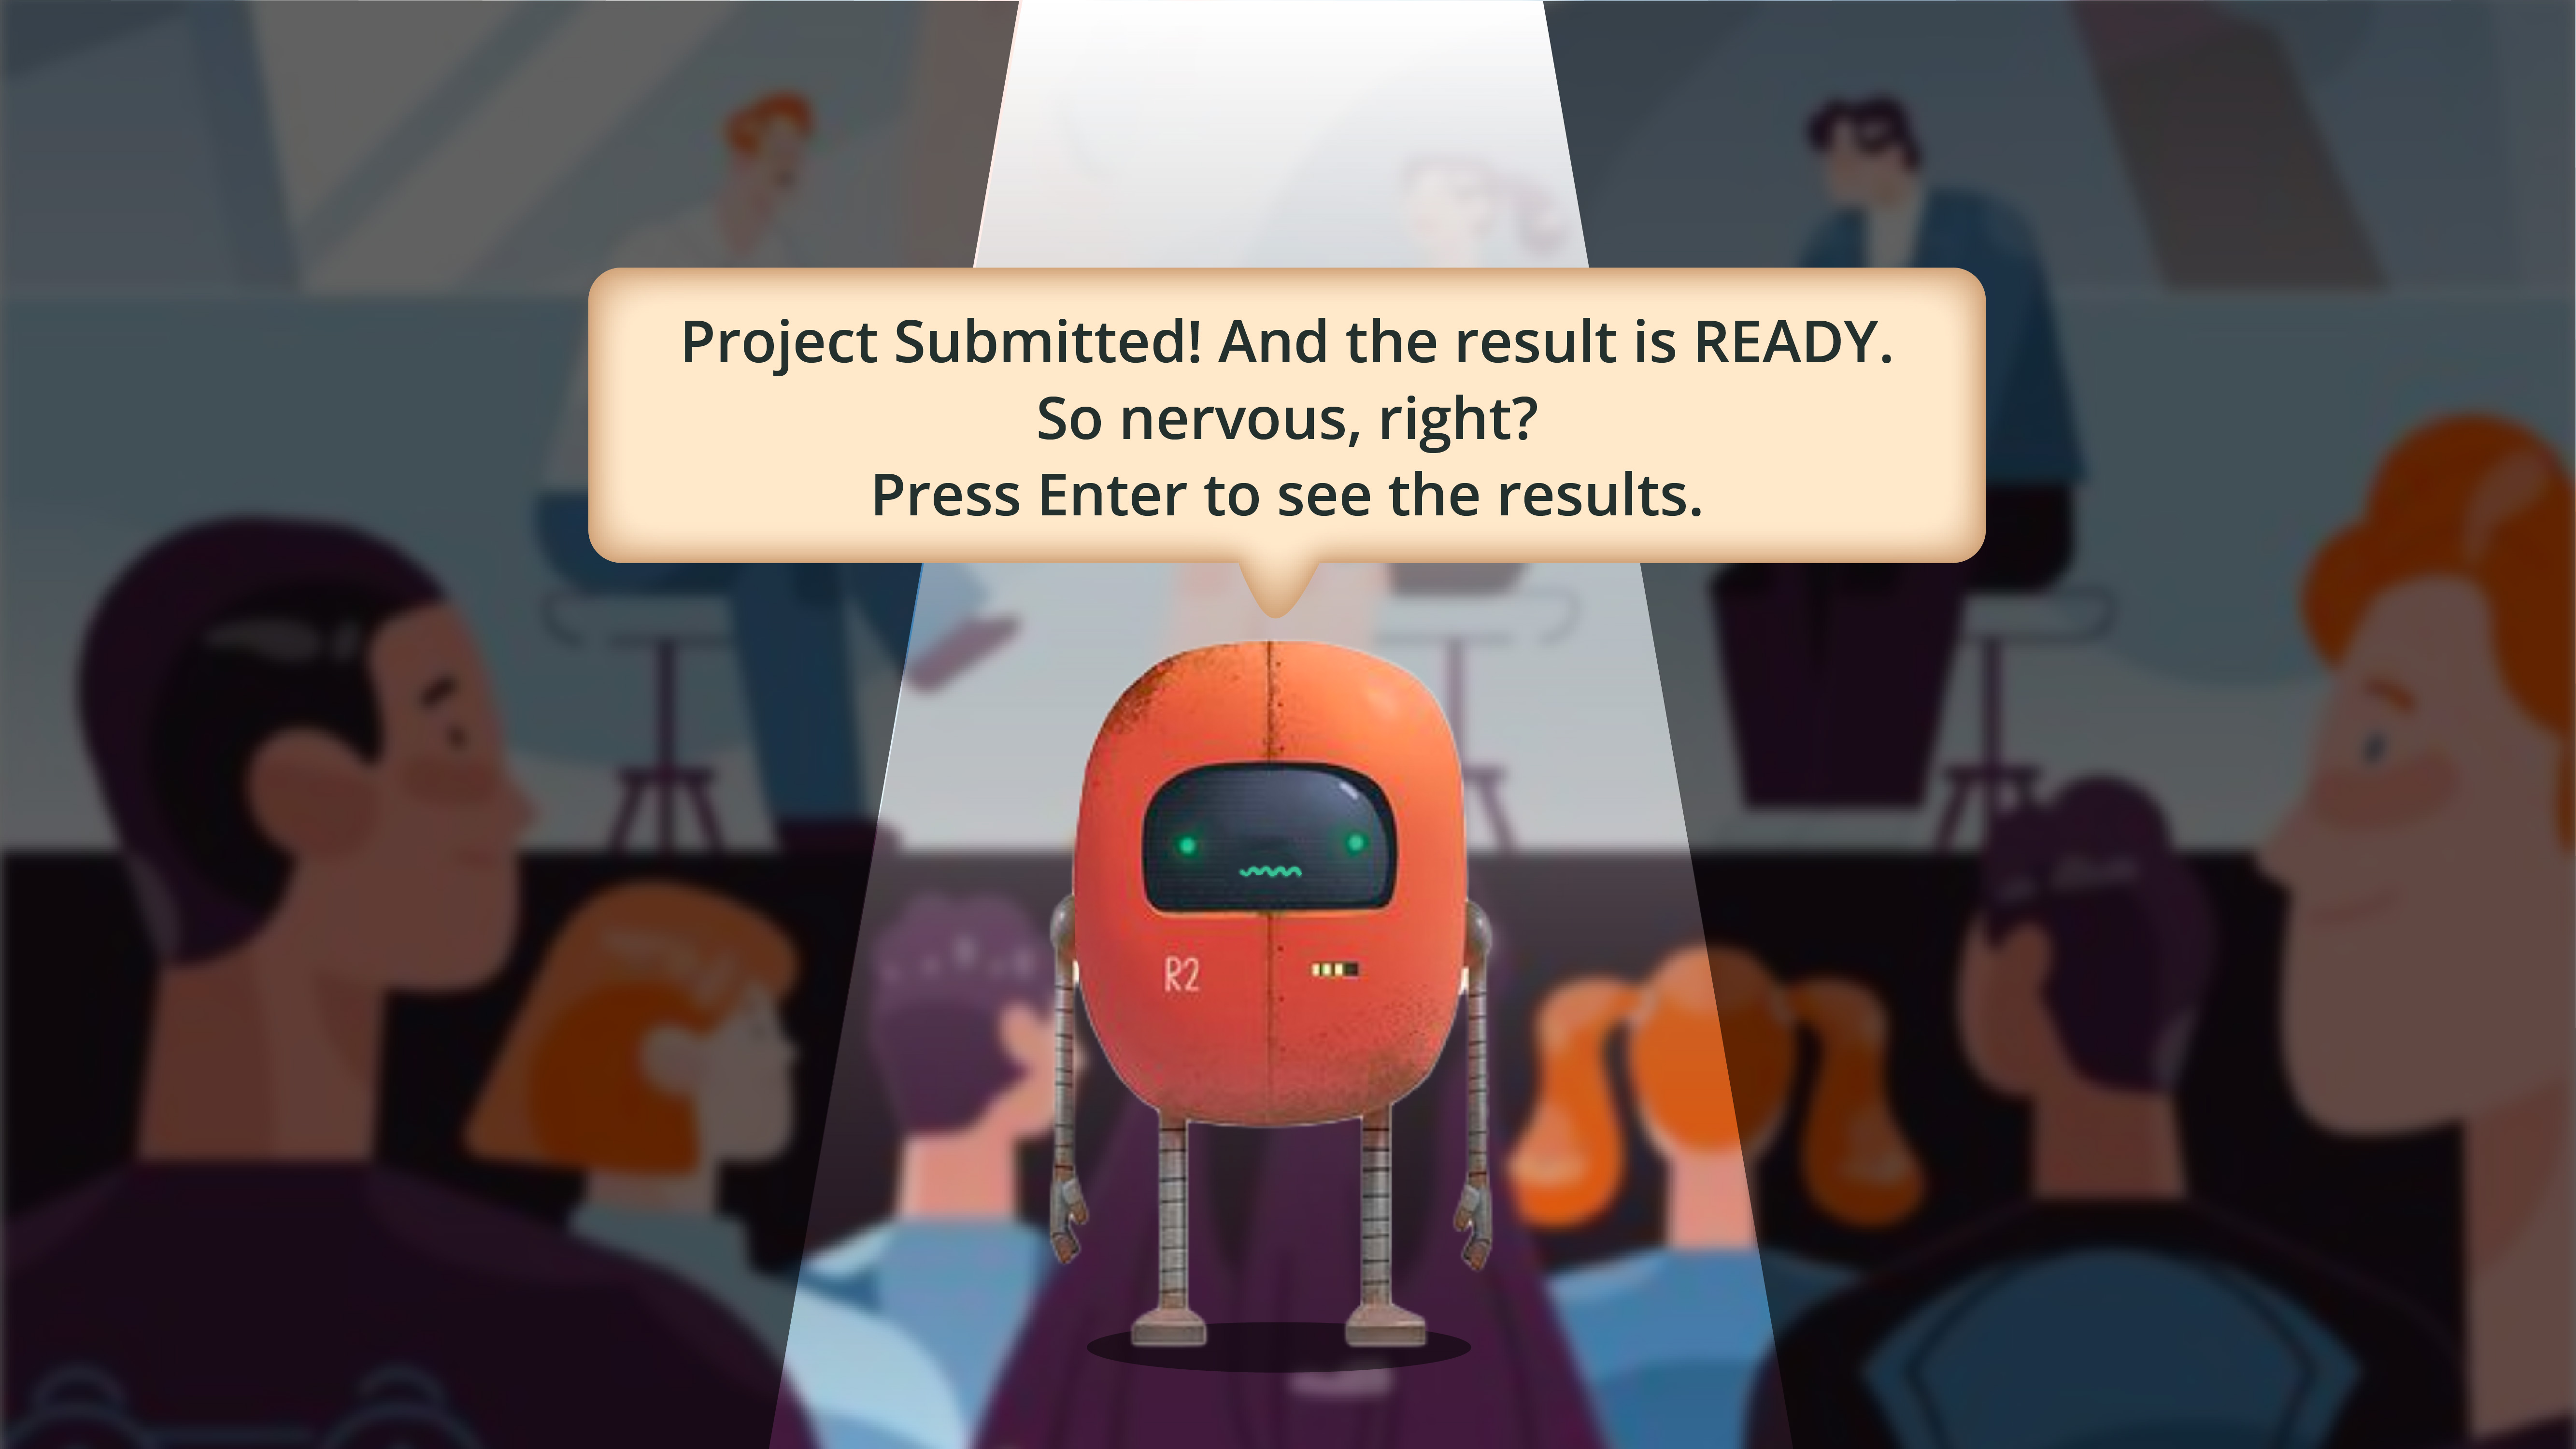 Project Submitted! And the result is READY.
So nervous, right?
Press Enter to see the results.
R2